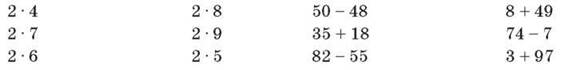 2 · 4 2 · 8 50 – 48 8 + 49
2 · 7 2 · 9 35 + 18 74 – 7
2 · 6 2 · 5 82 – 55 3 + 97